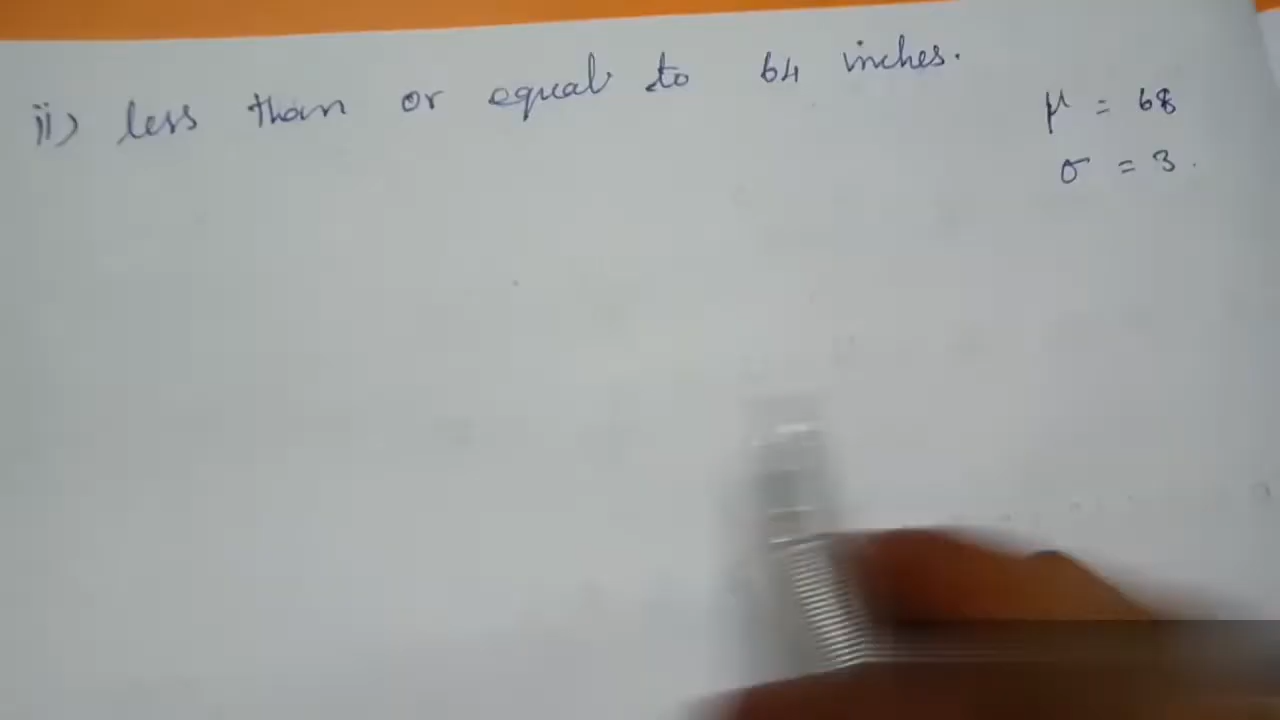 ii) less than or equal to 64 inches.
μ = 68
σ = 3.